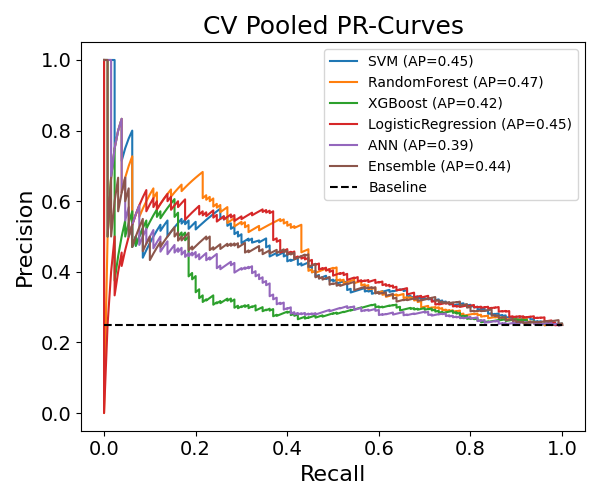 CV Pooled PR-Curves
SVM (AP=0.45)
RandomForest (AP=0.47)
XGBoost (AP=0.42)
LogisticRegression (AP=0.45)
ANN (AP=0.39)
Ensemble (AP=0.44)
Baseline
1.0
0.8
0.6
0.4
0.2
0.0
Precision
0.0 0.2 0.4 0.6 0.8 1.0
Recall